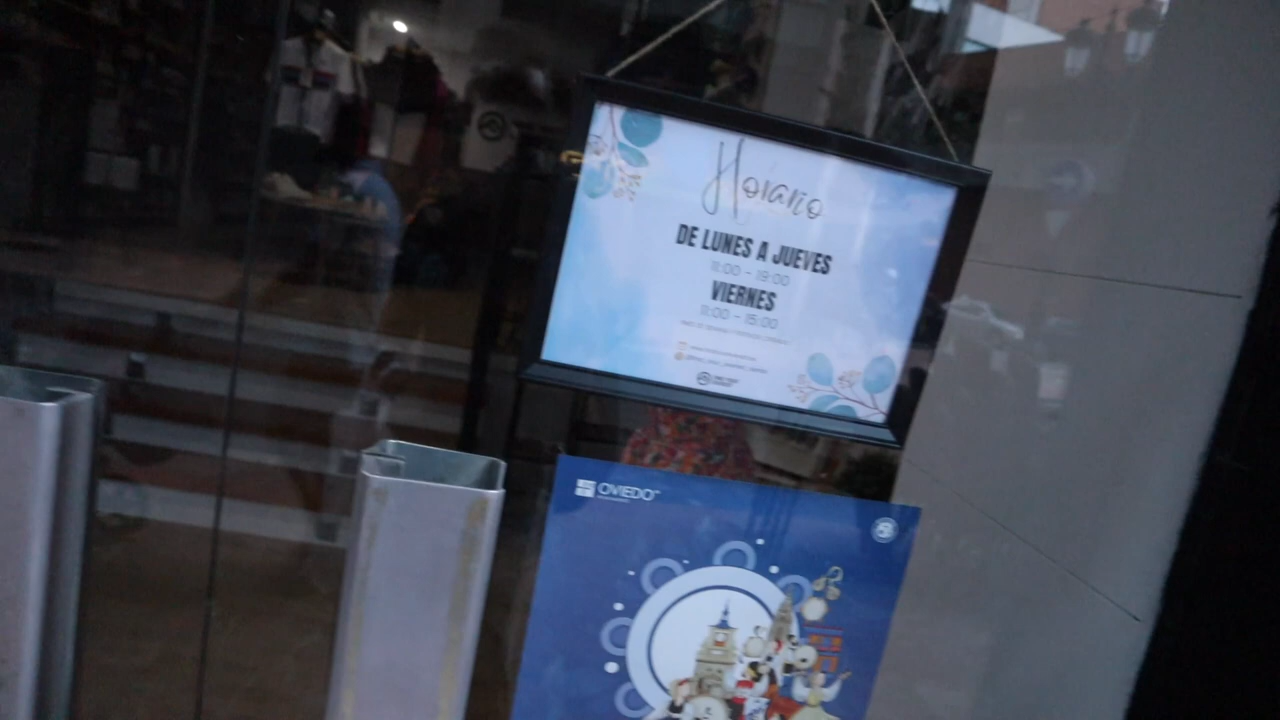 Horario
DE LUNES A JUEVES
11:00 - 19:00
VIERNES
11:00 - 15:00
OVIEDO